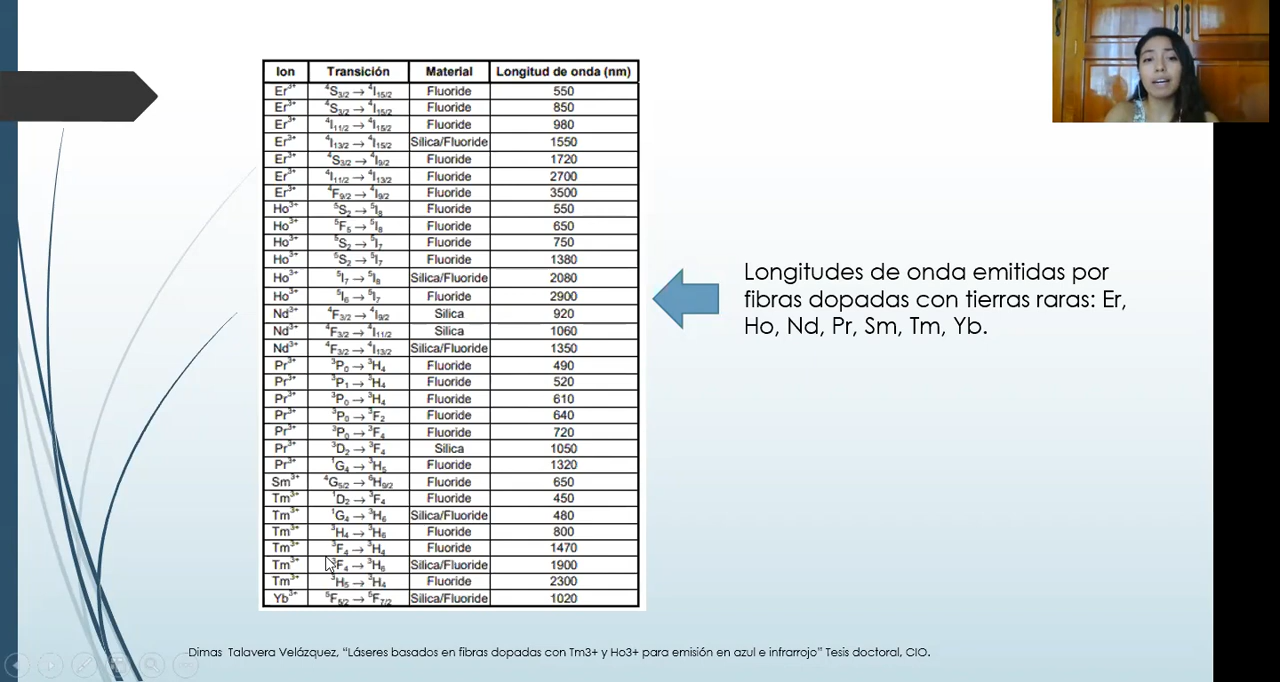 Ion Transición Material Longitud de onda (nm)
Er³⁺ ⁴S₃/₂ → ⁴I₁₅/₂ Fluoride 550
Er³⁺ ⁴S₃/₂ → ⁴I₁₅/₂ Fluoride 850
Er³⁺ ⁴I₁₁/₂ → ⁴I₁₅/₂ Fluoride 980
Er³⁺ ⁴I₁₃/₂ → ⁴I₁₅/₂ Silica/Fluoride 1550
Er³⁺ ⁴S₃/₂ → ⁴I₉/₂ Fluoride 1720
Er³⁺ ⁴I₁₁/₂ → ⁴I₁₃/₂ Fluoride 2700
Er³⁺ ⁴F₉/₂ → ⁴I₉/₂ Fluoride 3500
Ho³⁺ ⁵S₂ → ⁵I₈ Fluoride 550
Ho³⁺ ⁵F₅ → ⁵I₈ Fluoride 650
Ho³⁺ ⁵S₂ → ⁵I₇ Fluoride 750
Ho³⁺ ⁵S₂ → ⁵I₇ Fluoride 1380
Ho³⁺ ⁵I₇ → ⁵I₈ Silica/Fluoride 2080
Ho³⁺ ⁵I₆ → ⁵I₇ Fluoride 2900
Nd³⁺ ⁴F₃/₂ → ⁴I₉/₂ Silica 920
Nd³⁺ ⁴F₃/₂ → ⁴I₁₁/₂ Silica 1060
Nd³⁺ ⁴F₃/₂ → ⁴I₁₃/₂ Silica/Fluoride 1350
Pr³⁺ ³P₀ → ³H₄ Fluoride 490
Pr³⁺ ³P₁ → ³H₄ Fluoride 520
Pr³⁺ ³P₀ → ³H₄ Fluoride 610
Pr³⁺ ³P₀ → ³F₂ Fluoride 640
Pr³⁺ ³P₀ → ³F₄ Fluoride 720
Pr³⁺ ³D₂ → ³F₄ Silica 1050
Pr³⁺ ¹G₄ → ³H₅ Fluoride 1320
Sm³⁺ ⁴G₅/₂ → ⁶H₉/₂ Fluoride 650
Tm³⁺ ¹D₂ → ³F₄ Fluoride 450
Tm³⁺ ¹G₄ → ³H₆ Silica/Fluoride 480
Tm³⁺ ³H₄ → ³H₆ Fluoride 800
Tm³⁺ ³F₄ → ³H₄ Fluoride 1470
Tm³⁺ ³F₄ → ³H₆ Silica/Fluoride 1900
Tm³⁺ ³H₅ → ³H₄ Fluoride 2300
Yb³⁺ ⁵F₅/₂ → ⁵F₇/₂ Silica/Fluoride 1020
Longitudes de onda emitidas por
fibras dopadas con tierras raras: Er,
Ho, Nd, Pr, Sm, Tm, Yb.
Dimas Talavera Velázquez, “Láseres basados en fibras dopadas con Tm3+ y Ho3+ para emisión en azul e infrarrojo” Tesis doctoral, CIO.